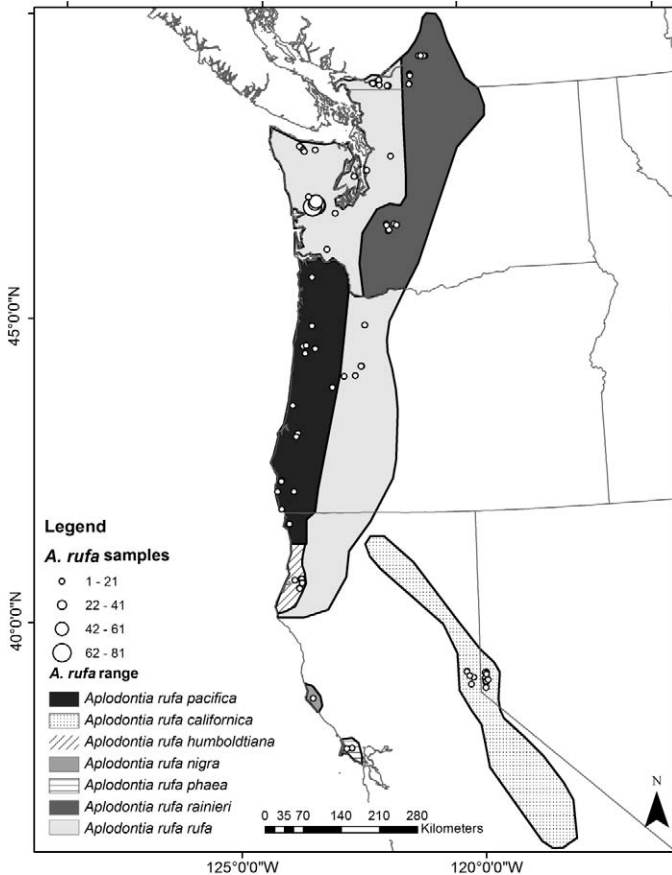 45°0'0"N
40°0'0"N
Legend
A. rufa samples
1 - 21
22 - 41
42 - 61
62 - 81
A. rufa range
Aplodontia rufa pacifica
Aplodontia rufa californica
Aplodontia rufa humboldtiana
Aplodontia rufa nigra
Aplodontia rufa phaea
Aplodontia rufa rainieri
Aplodontia rufa rufa
0 35 70 140 210 280
Kilometers
N
125°0'0"W 120°0'0"W